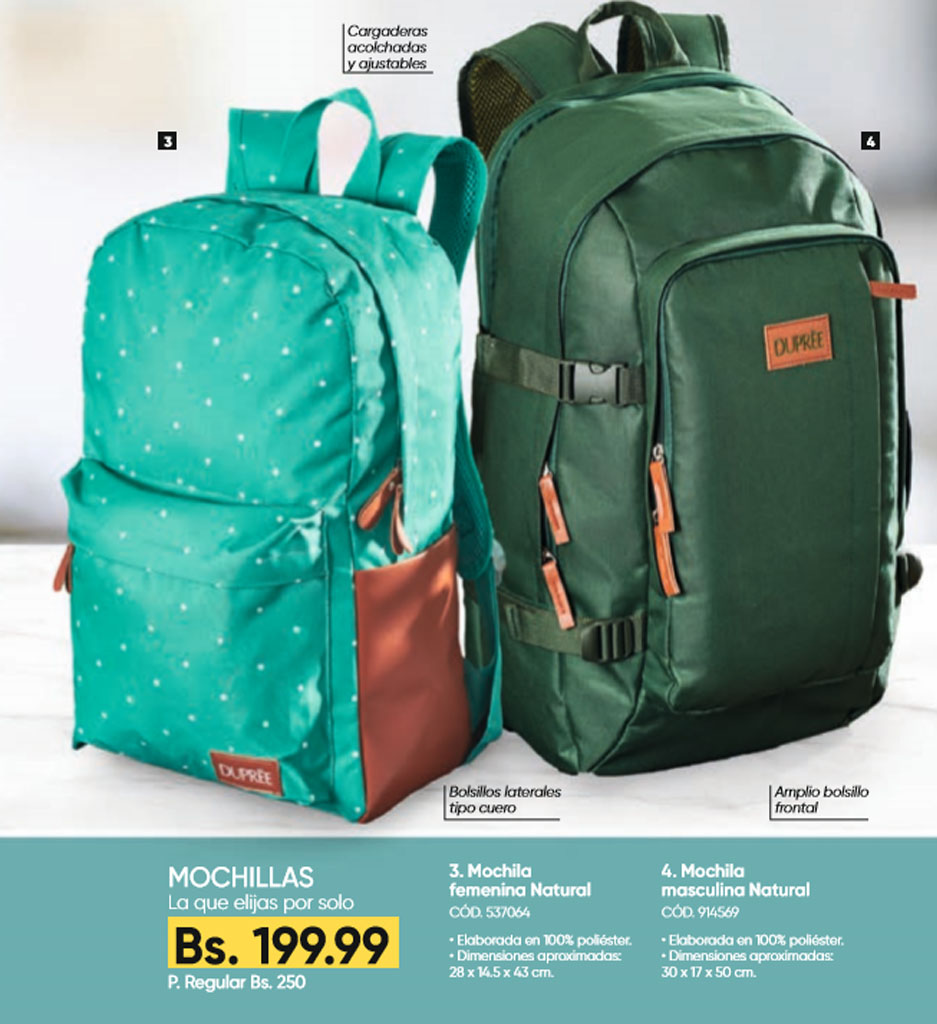 Cargaderas
acolchadas
y ajustables
3
4
DUPRÉE
DUPRÉE
Bolsillos laterales
tipo cuero
Amplio bolsillo
frontal
MOCHILLAS
La que elijas por solo
Bs. 199.99
P. Regular Bs. 250
3. Mochila
femenina Natural
CÓD. 537064
• Elaborada en 100% poliéster.
• Dimensiones aproximadas:
28 x 14.5 x 43 cm.
4. Mochila
masculina Natural
CÓD. 914569
• Elaborada en 100% poliéster.
• Dimensiones aproximadas:
30 x 17 x 50 cm.